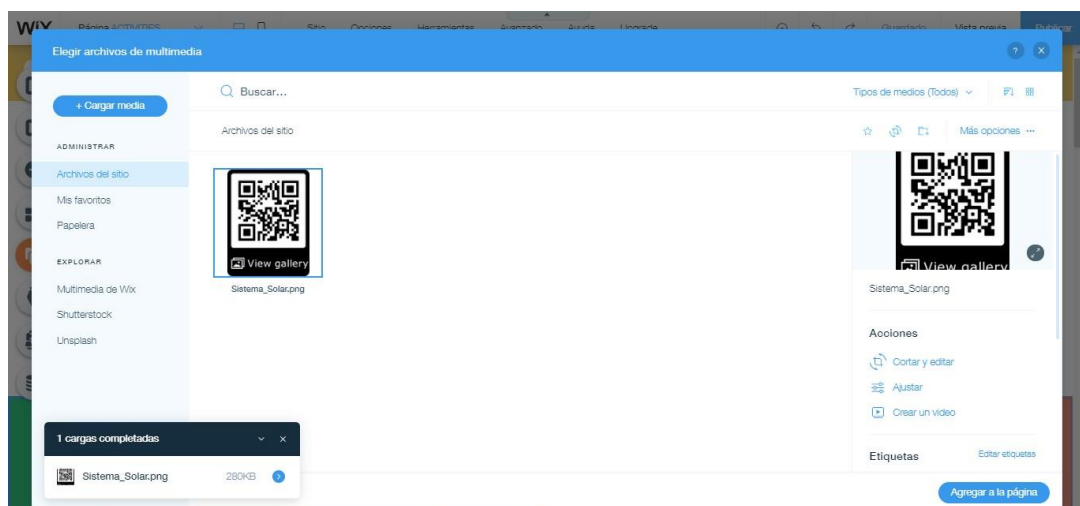 WIX Página ACTIVITIES Sitio Opciones Herramientas Avanzado Ayuda Upgrade Guardado Vista previa Publicar
Elegir archivos de multimedia ? x
+ Cargar media
Buscar...
Tipos de medios (Todos)
Archivos del sitio
Más opciones ...
ADMINISTRAR
Archivos del sitio
Mis favoritos
Papelera
EXPLORAR
Multimedia de Wix
Shutterstock
Unsplash
View gallery
Sistema_Solar.png
View gallery
Sistema_Solar.png
Acciones
Cortar y editar
Ajustar
Crear un video
Etiquetas Editar etiquetas
1 cargas completadas
Sistema_Solar.png 280KB
Agregar a la página